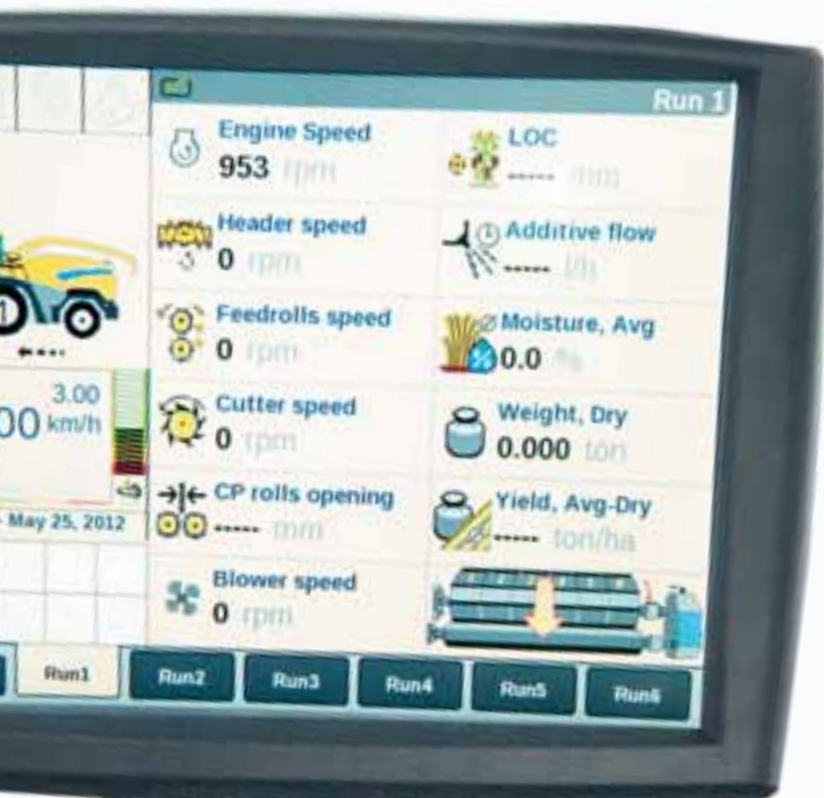 Run 1
Engine Speed
953 rpm
Header speed
0 rpm
Feedrolls speed
0 rpm
Cutter speed
0 rpm
CP rolls opening
----- mm
Blower speed
0 rpm
LOC
----- mm
Additive flow
----- l/h
Moisture, Avg
0.0 %
Weight, Dry
0.000 ton
Yield, Avg-Dry
----- ton/ha
3.00
00 km/h
May 25, 2012
Run1
Run2
Run3
Run4
Run5
Run6